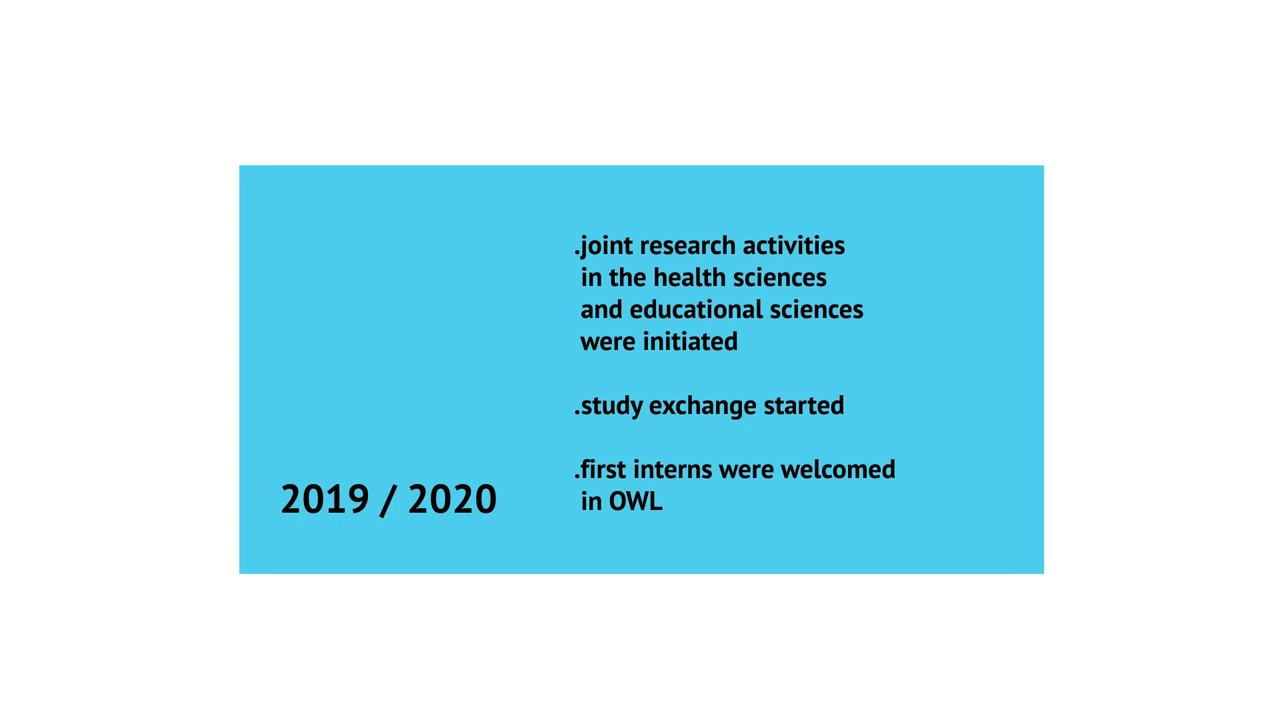 .joint research activities
in the health sciences
and educational sciences
were initiated
.study exchange started
.first interns were welcomed
in OWL
2019 / 2020